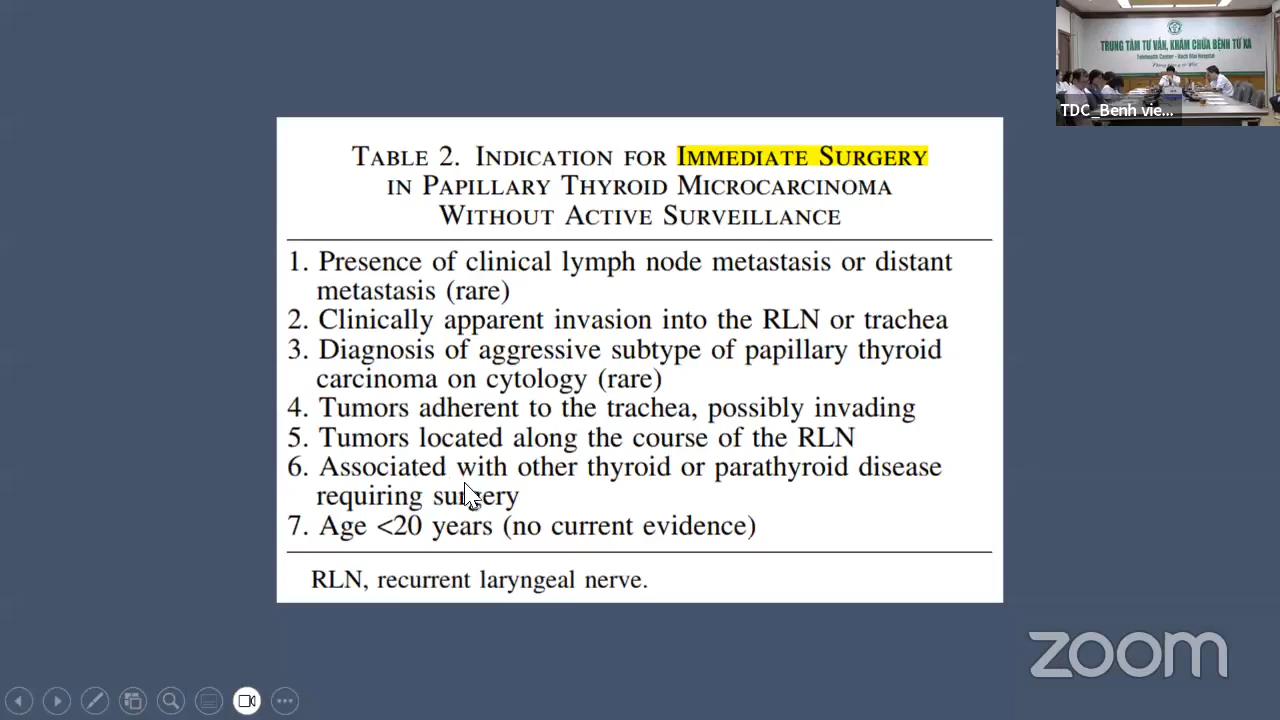 TRUNG TÂM TƯ VẤN, KHÁM CHỮA BỆNH TỪ XA
Telehealth Center - Bach Mai Hospital
TDC_Benh vie...
TABLE 2. INDICATION FOR IMMEDIATE SURGERY
IN PAPILLARY THYROID MICROCARCINOMA
WITHOUT ACTIVE SURVEILLANCE
1. Presence of clinical lymph node metastasis or distant
metastasis (rare)
2. Clinically apparent invasion into the RLN or trachea
3. Diagnosis of aggressive subtype of papillary thyroid
carcinoma on cytology (rare)
4. Tumors adherent to the trachea, possibly invading
5. Tumors located along the course of the RLN
6. Associated with other thyroid or parathyroid disease
requiring surgery
7. Age <20 years (no current evidence)
RLN, recurrent laryngeal nerve.
zoom